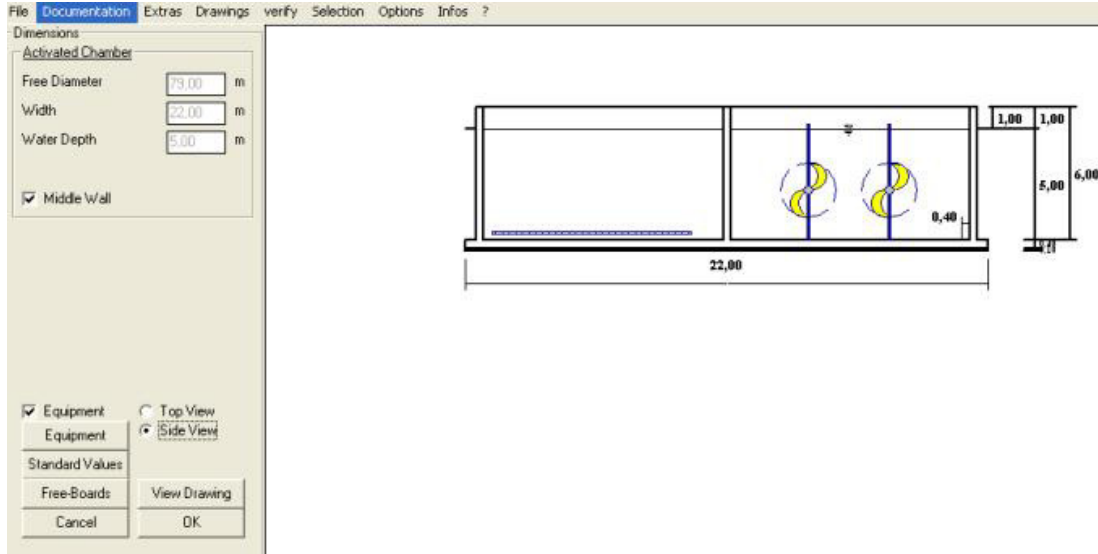 File Documentation Extras Drawings verify Selection Options Infos ?
Dimensions
Activated Chamber
Free Diameter 79,00 m
Width 22,00 m
Water Depth 5,00 m
Middle Wall
1,00 1,00
5,00 6,00
0,40
22,00
Equipment Top View
Equipment Side View
Standard Values
Free-Boards View Drawing
Cancel OK